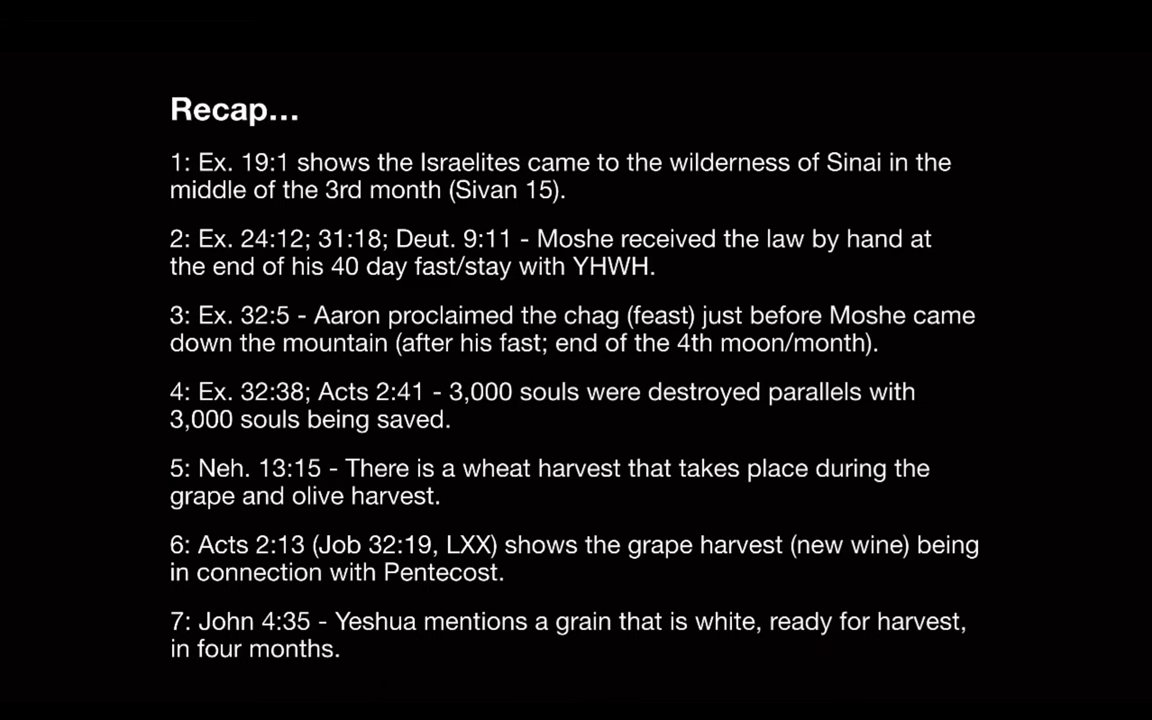 Recap...
1: Ex. 19:1 shows the Israelites came to the wilderness of Sinai in the
middle of the 3rd month (Sivan 15).
2: Ex. 24:12; 31:18; Deut. 9:11 - Moshe received the law by hand at
the end of his 40 day fast/stay with YHWH.
3: Ex. 32:5 - Aaron proclaimed the chag (feast) just before Moshe came
down the mountain (after his fast; end of the 4th moon/month).
4: Ex. 32:38; Acts 2:41 - 3,000 souls were destroyed parallels with
3,000 souls being saved.
5: Neh. 13:15 - There is a wheat harvest that takes place during the
grape and olive harvest.
6: Acts 2:13 (Job 32:19, LXX) shows the grape harvest (new wine) being
in connection with Pentecost.
7: John 4:35 - Yeshua mentions a grain that is white, ready for harvest,
in four months.